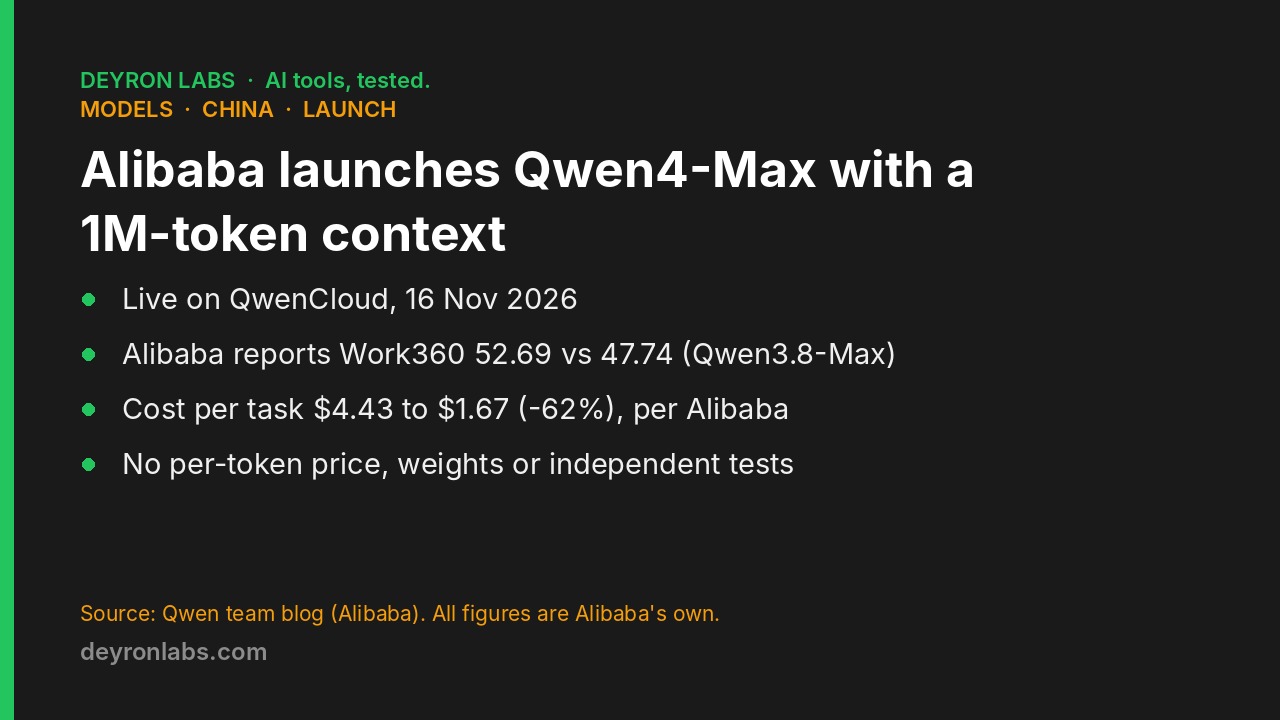 DEYRON LABS · AI tools, tested.
MODELS · CHINA · LAUNCH
Alibaba launches Qwen4-Max with a
1M-token context
Live on QwenCloud, 16 Nov 2026
Alibaba reports Work360 52.69 vs 47.74 (Qwen3.8-Max)
Cost per task $4.43 to $1.67 (-62%), per Alibaba
No per-token price, weights or independent tests
Source: Qwen team blog (Alibaba). All figures are Alibaba's own.
deyronlabs.com